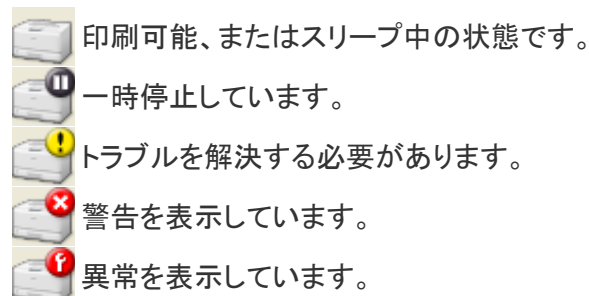 印刷可能、またはスリープ中の状態です。
一時停止しています。
トラブルを解決する必要があります。
警告を表示しています。
異常を表示しています。